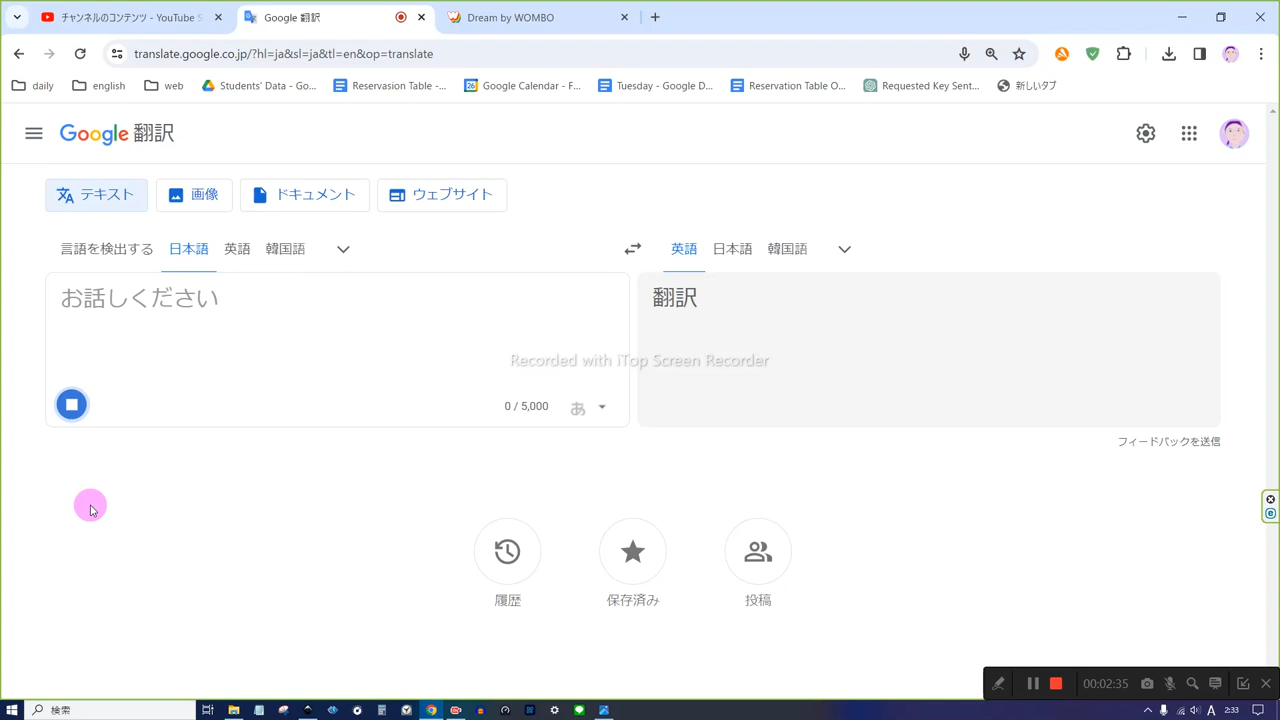 チャンネルのコンテンツ - YouTube S
Google 翻訳
Dream by WOMBO
translate.google.co.jp/?hl=ja&sl=ja&tl=en&op=translate
daily
english
web
Students' Data - Go...
Reservasion Table -...
Google Calendar - F...
Tuesday - Google D...
Reservation Table O...
Requested Key Sent...
新しいタブ
Google 翻訳
テキスト
画像
ドキュメント
ウェブサイト
言語を検出する 日本語 英語 韓国語
英語 日本語 韓国語
お話しください
翻訳
Recorded with iTop Screen Recorder
0 / 5,000
あ
フィードバックを送信
履歴
保存済み
投稿
00:02:35
検索
A
2:33